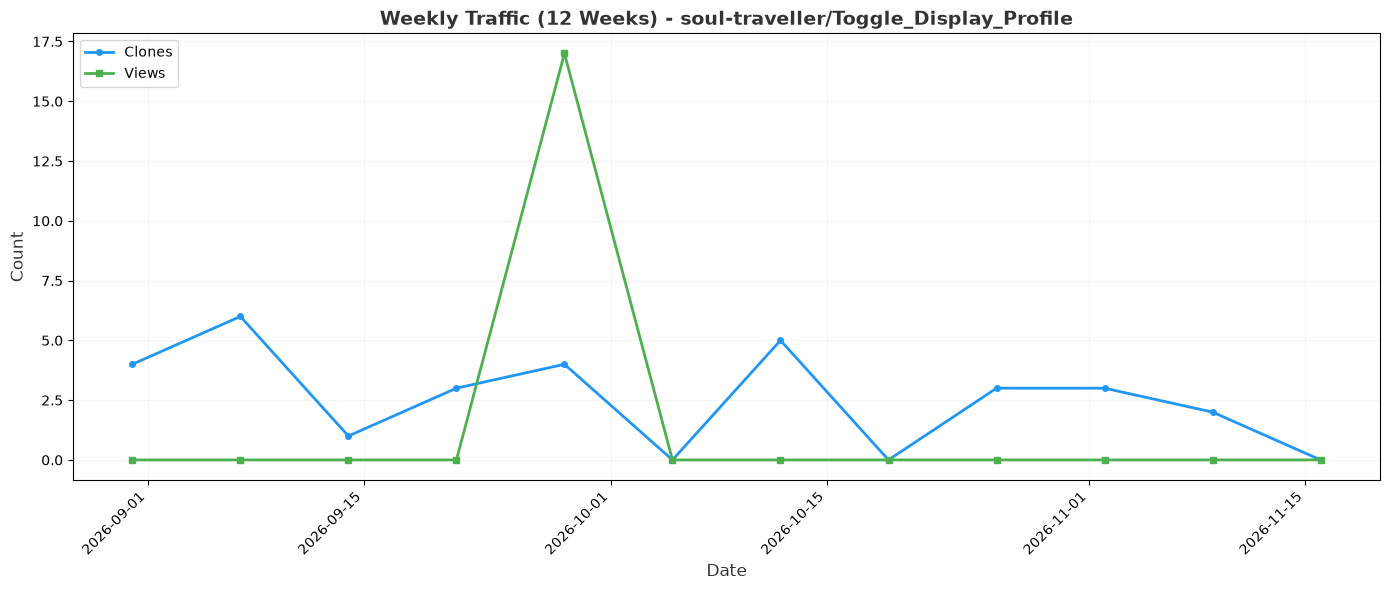 Weekly Traffic (12 Weeks) - soul-traveller/Toggle_Display_Profile
Clones
Views
Count
17.5
15.0
12.5
10.0
7.5
5.0
2.5
0.0
2026-09-01
2026-09-15
2026-10-01
2026-10-15
2026-11-01
2026-11-15
Date